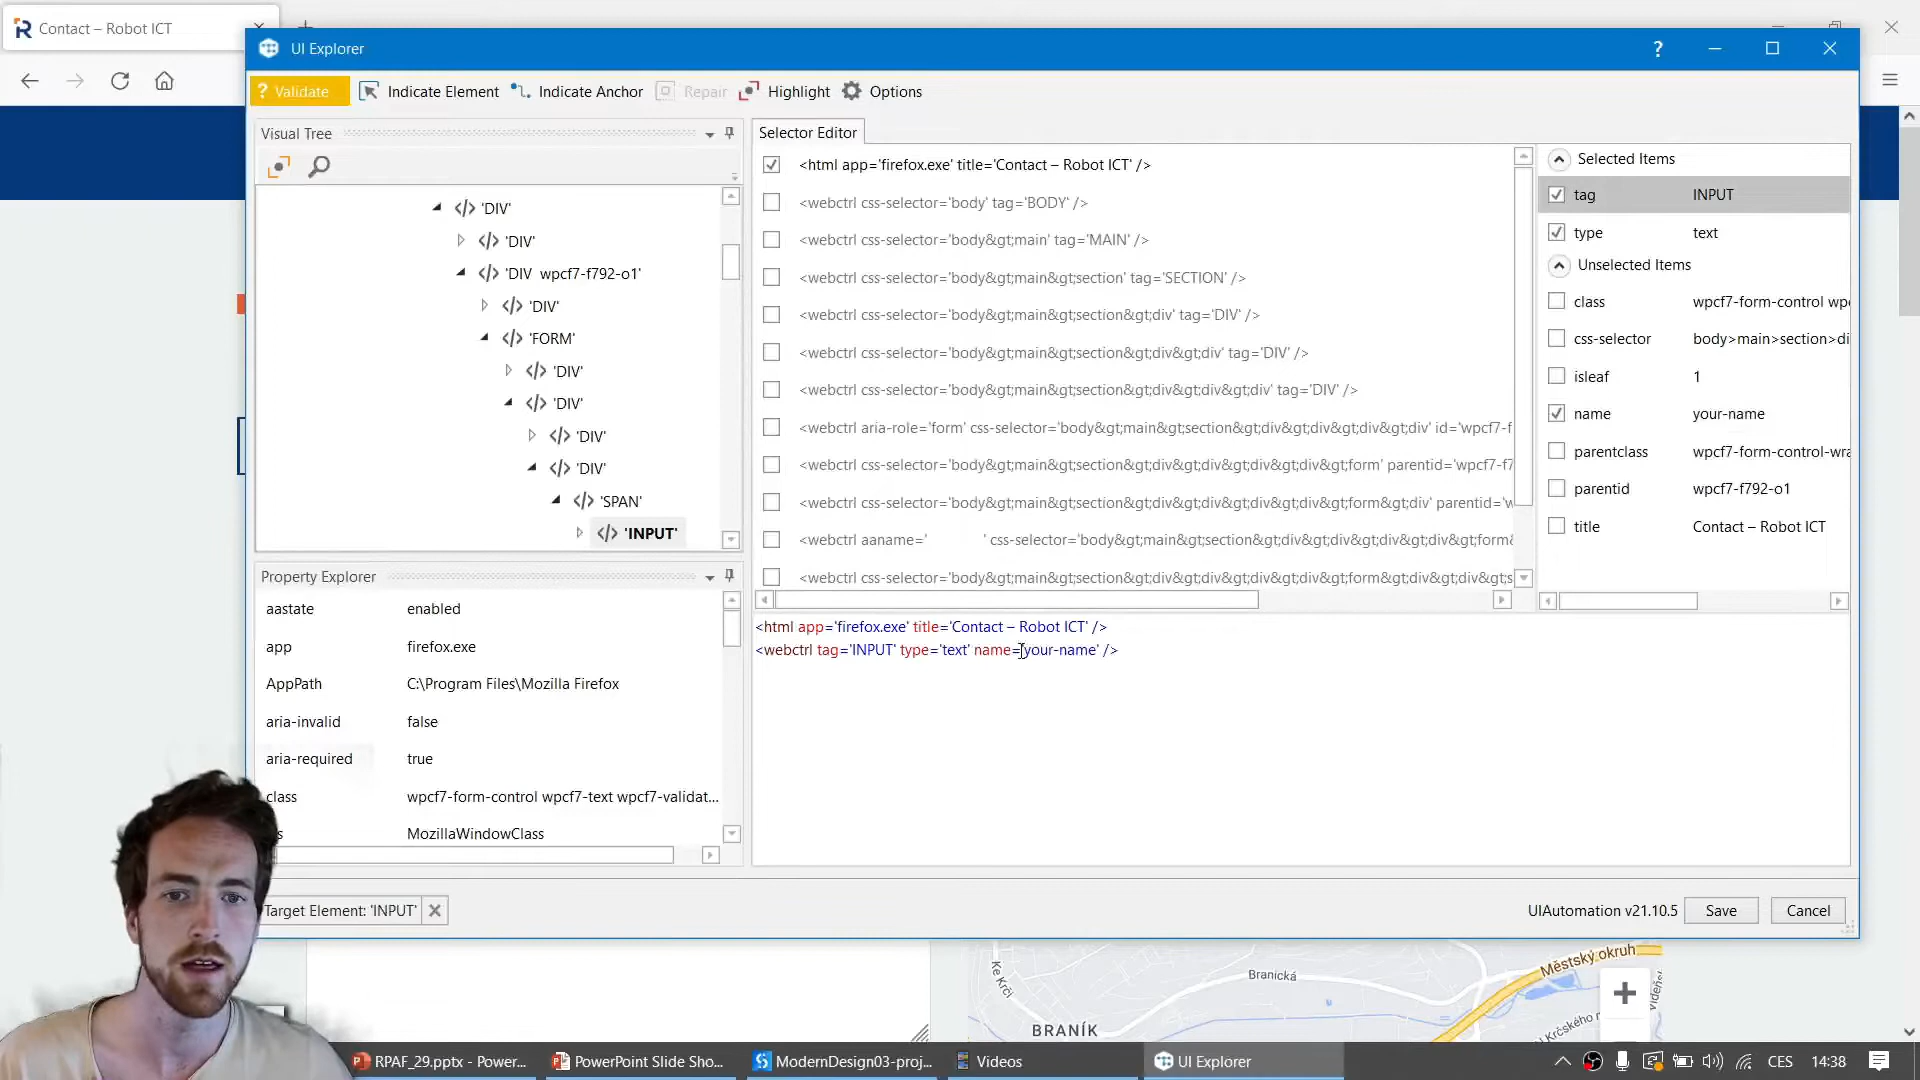 Contact – Robot ICT
UI Explorer
? Validate
Indicate Element
Indicate Anchor
Repair
Highlight
Options
?
Visual Tree
'DIV'
'DIV'
'DIV wpcf7-f792-o1'
'DIV'
'FORM'
'DIV'
'DIV'
'DIV'
'DIV'
'SPAN'
'INPUT'
Property Explorer
aastate enabled
app firefox.exe
AppPath C:\Program Files\Mozilla Firefox
aria-invalid false
aria-required true
class wpcf7-form-control wpcf7-text wpcf7-validat...
MozillaWindowClass
Selector Editor
<html app='firefox.exe' title='Contact – Robot ICT' />
<webctrl css-selector='body' tag='BODY' />
<webctrl css-selector='body&gt;main' tag='MAIN' />
<webctrl css-selector='body&gt;main&gt;section' tag='SECTION' />
<webctrl css-selector='body&gt;main&gt;section&gt;div' tag='DIV' />
<webctrl css-selector='body&gt;main&gt;section&gt;div&gt;div' tag='DIV' />
<webctrl css-selector='body&gt;main&gt;section&gt;div&gt;div&gt;div' tag='DIV' />
<webctrl aria-role='form' css-selector='body&gt;main&gt;section&gt;div&gt;div&gt;div&gt;div' id='wpcf7-f
<webctrl css-selector='body&gt;main&gt;section&gt;div&gt;div&gt;div&gt;div&gt;form' parentid='wpcf7-f7
<webctrl css-selector='body&gt;main&gt;section&gt;div&gt;div&gt;div&gt;div&gt;form&gt;div' parentid='w
<webctrl aaname=' ' css-selector='body&gt;main&gt;section&gt;div&gt;div&gt;div&gt;div&gt;form&
<webctrl css-selector='body&gt;main&gt;section&gt;div&gt;div&gt;div&gt;div&gt;form&gt;div&gt;div&gt;s
<html app='firefox.exe' title='Contact – Robot ICT' />
<webctrl tag='INPUT' type='text' name='your-name' />
Selected Items
tag INPUT
type text
Unselected Items
class wpcf7-form-control wpc
css-selector body>main>section>di
isleaf 1
name your-name
parentclass wpcf7-form-control-wra
parentid wpcf7-f792-o1
title Contact – Robot ICT
Target Element: 'INPUT'
UIAutomation v21.10.5
Save
Cancel
Ke Krči
Branická
BRANÍK
Městský okruh
Krčského
Vídeňsk
RPAF_29.pptx - Power...
PowerPoint Slide Sho...
ModernDesign03-proj...
Videos
UI Explorer
CES
14:38